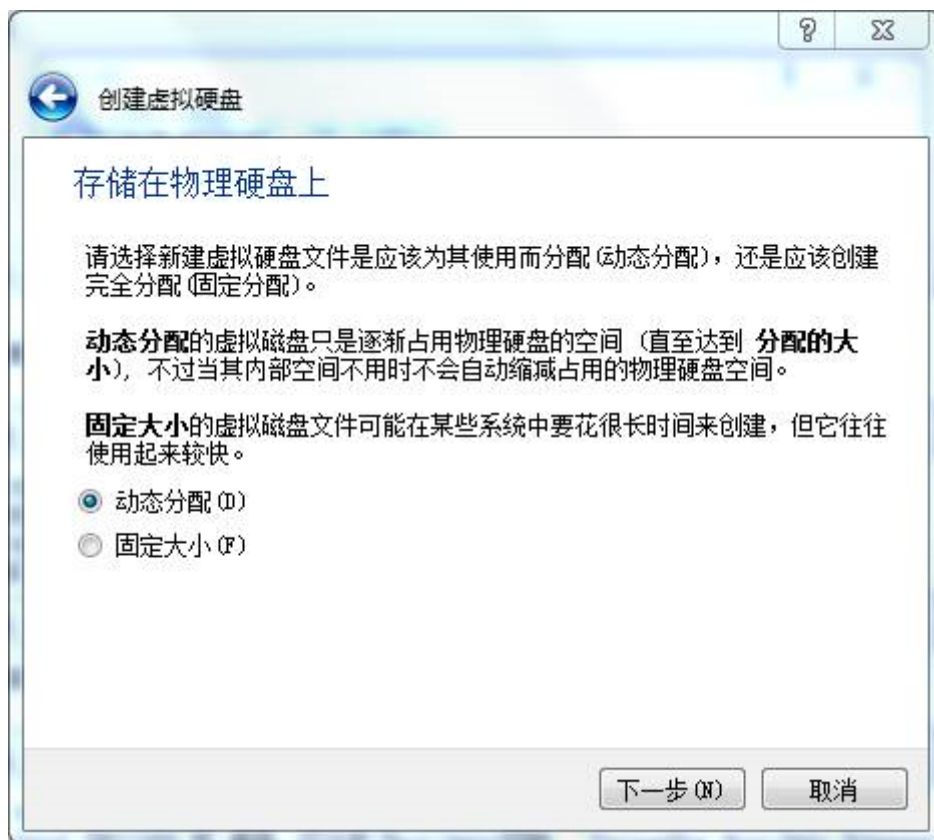 创建虚拟硬盘
存储在物理硬盘上
请选择新建虚拟硬盘文件是应该为其使用而分配(动态分配)，还是应该创建
完全分配(固定分配)。
动态分配的虚拟磁盘只是逐渐占用物理硬盘的空间（直至达到 分配的大
小），不过当其内部空间不用时不会自动缩减占用的物理硬盘空间。
固定大小的虚拟磁盘文件可能在某些系统中要花很长时间来创建，但它往往
使用起来较快。
动态分配(D)
固定大小(F)
下一步(N) 取消